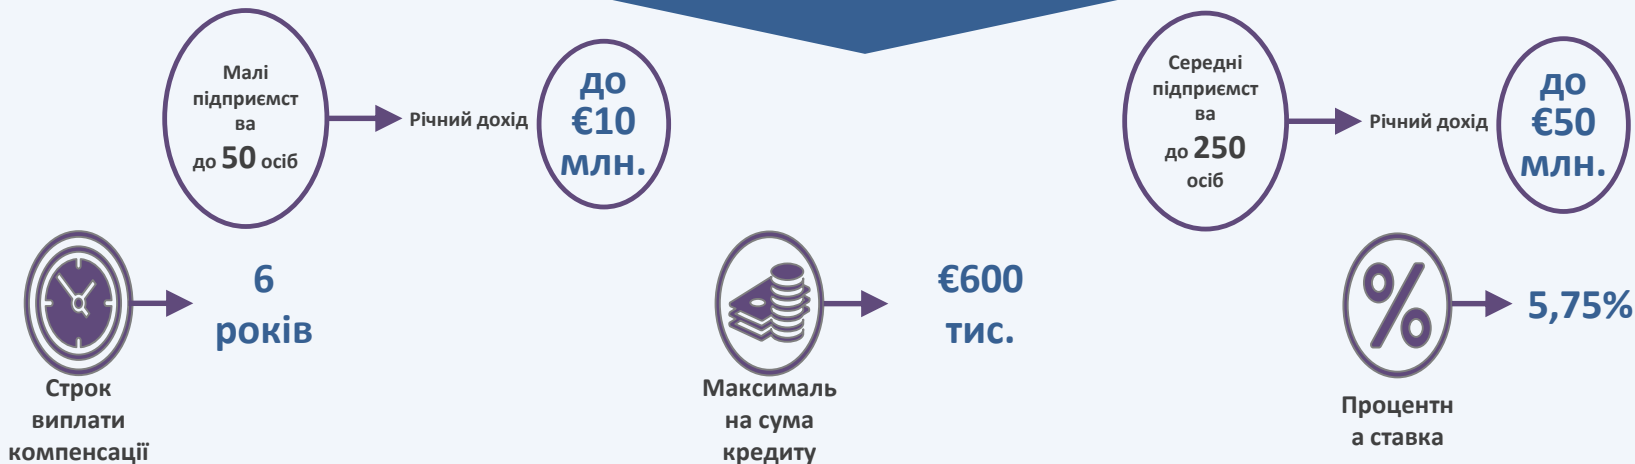 Малі
підприємст
ва
до 50 осіб
Річний дохід
до
€10
млн.
Середні
підприємст
ва
до 250
осіб
Річний дохід
до
€50
млн.
6
років
Строк
виплати
компенсації
€600
тис.
Максималь
на сума
кредиту
5,75%
Процентн
а ставка